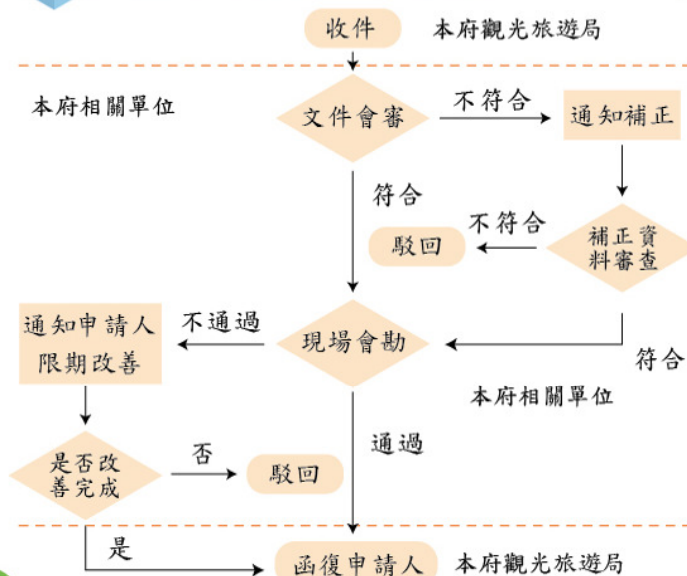 收件
本府觀光旅遊局
本府相關單位
文件會審
不符合
通知補正
符合
不符合
駁回
補正資
料審查
通知申請人
限期改善
不通過
現場會勘
符合
本府相關單位
是否改
善完成
否
駁回
通過
是
函復申請人
本府觀光旅遊局